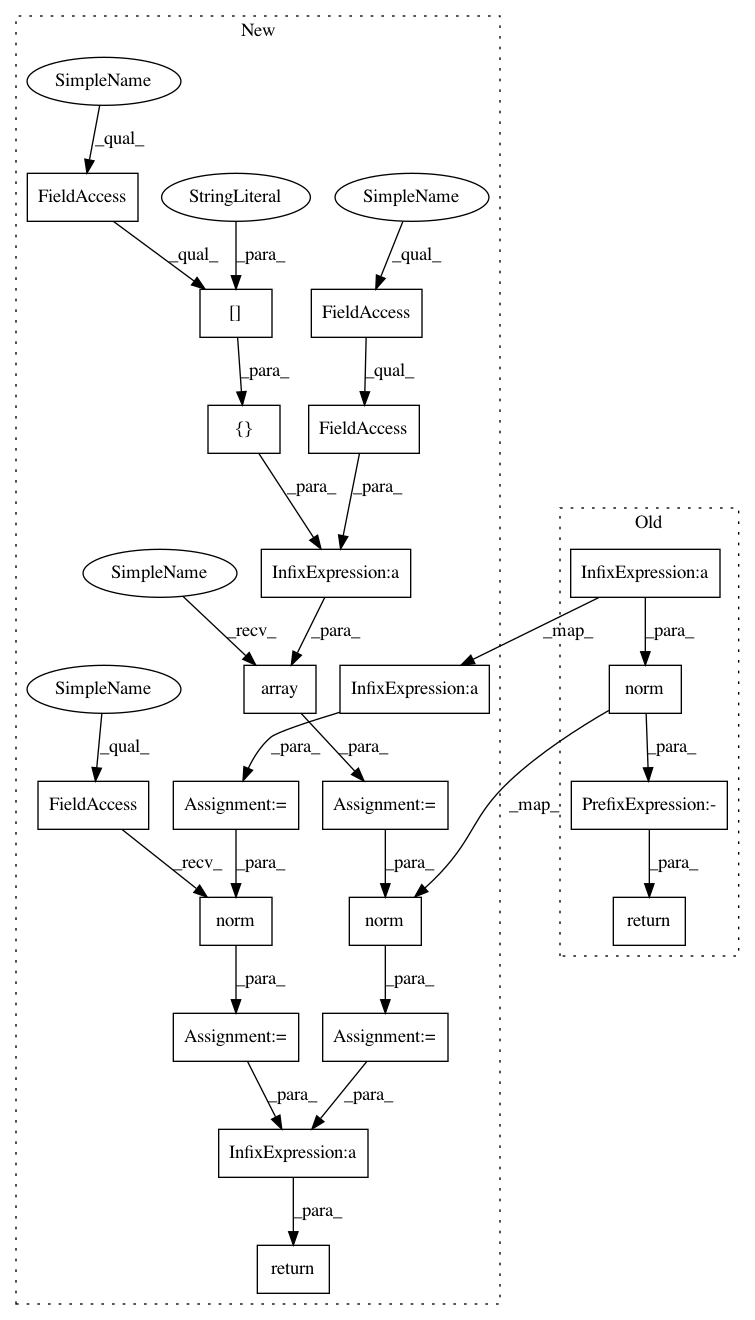 New
SimpleName
_qual_
FieldAccess
StringLiteral
SimpleName
_qual_
_para_
_qual_
[]
FieldAccess
_para_
_qual_
{}
FieldAccess
_para_
_para_
Old
SimpleName
InfixExpression:a
InfixExpression:a
_recv_
_para_
_map_
_para_
SimpleName
array
InfixExpression:a
norm
_qual_
_para_
_para_
_para_
FieldAccess
Assignment:=
Assignment:=
_map_
PrefixExpression:-
_recv_
_para_
_para_
_para_
norm
norm
return
_para_
_para_
Assignment:=
Assignment:=
_para_
_para_
InfixExpression:a
_para_
return